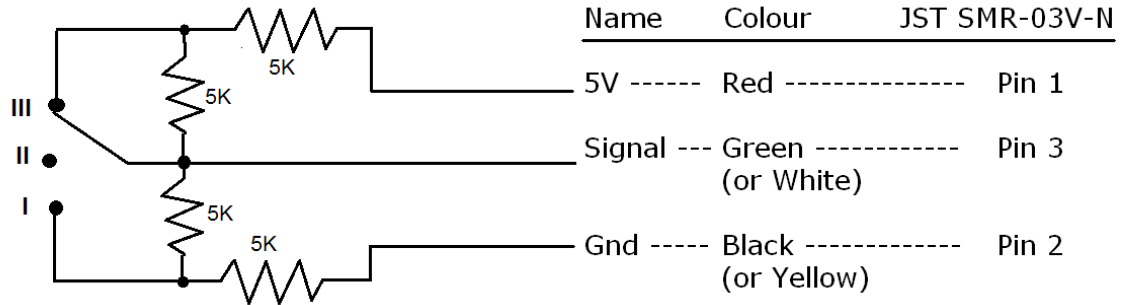 Name Colour JST SMR-03V-N
5K
5V ------ Red -------------- Pin 1
5K
III
Signal --- Green ------------ Pin 3
II
(or White)
I
5K
5K
Gnd ----- Black ------------ Pin 2
(or Yellow)